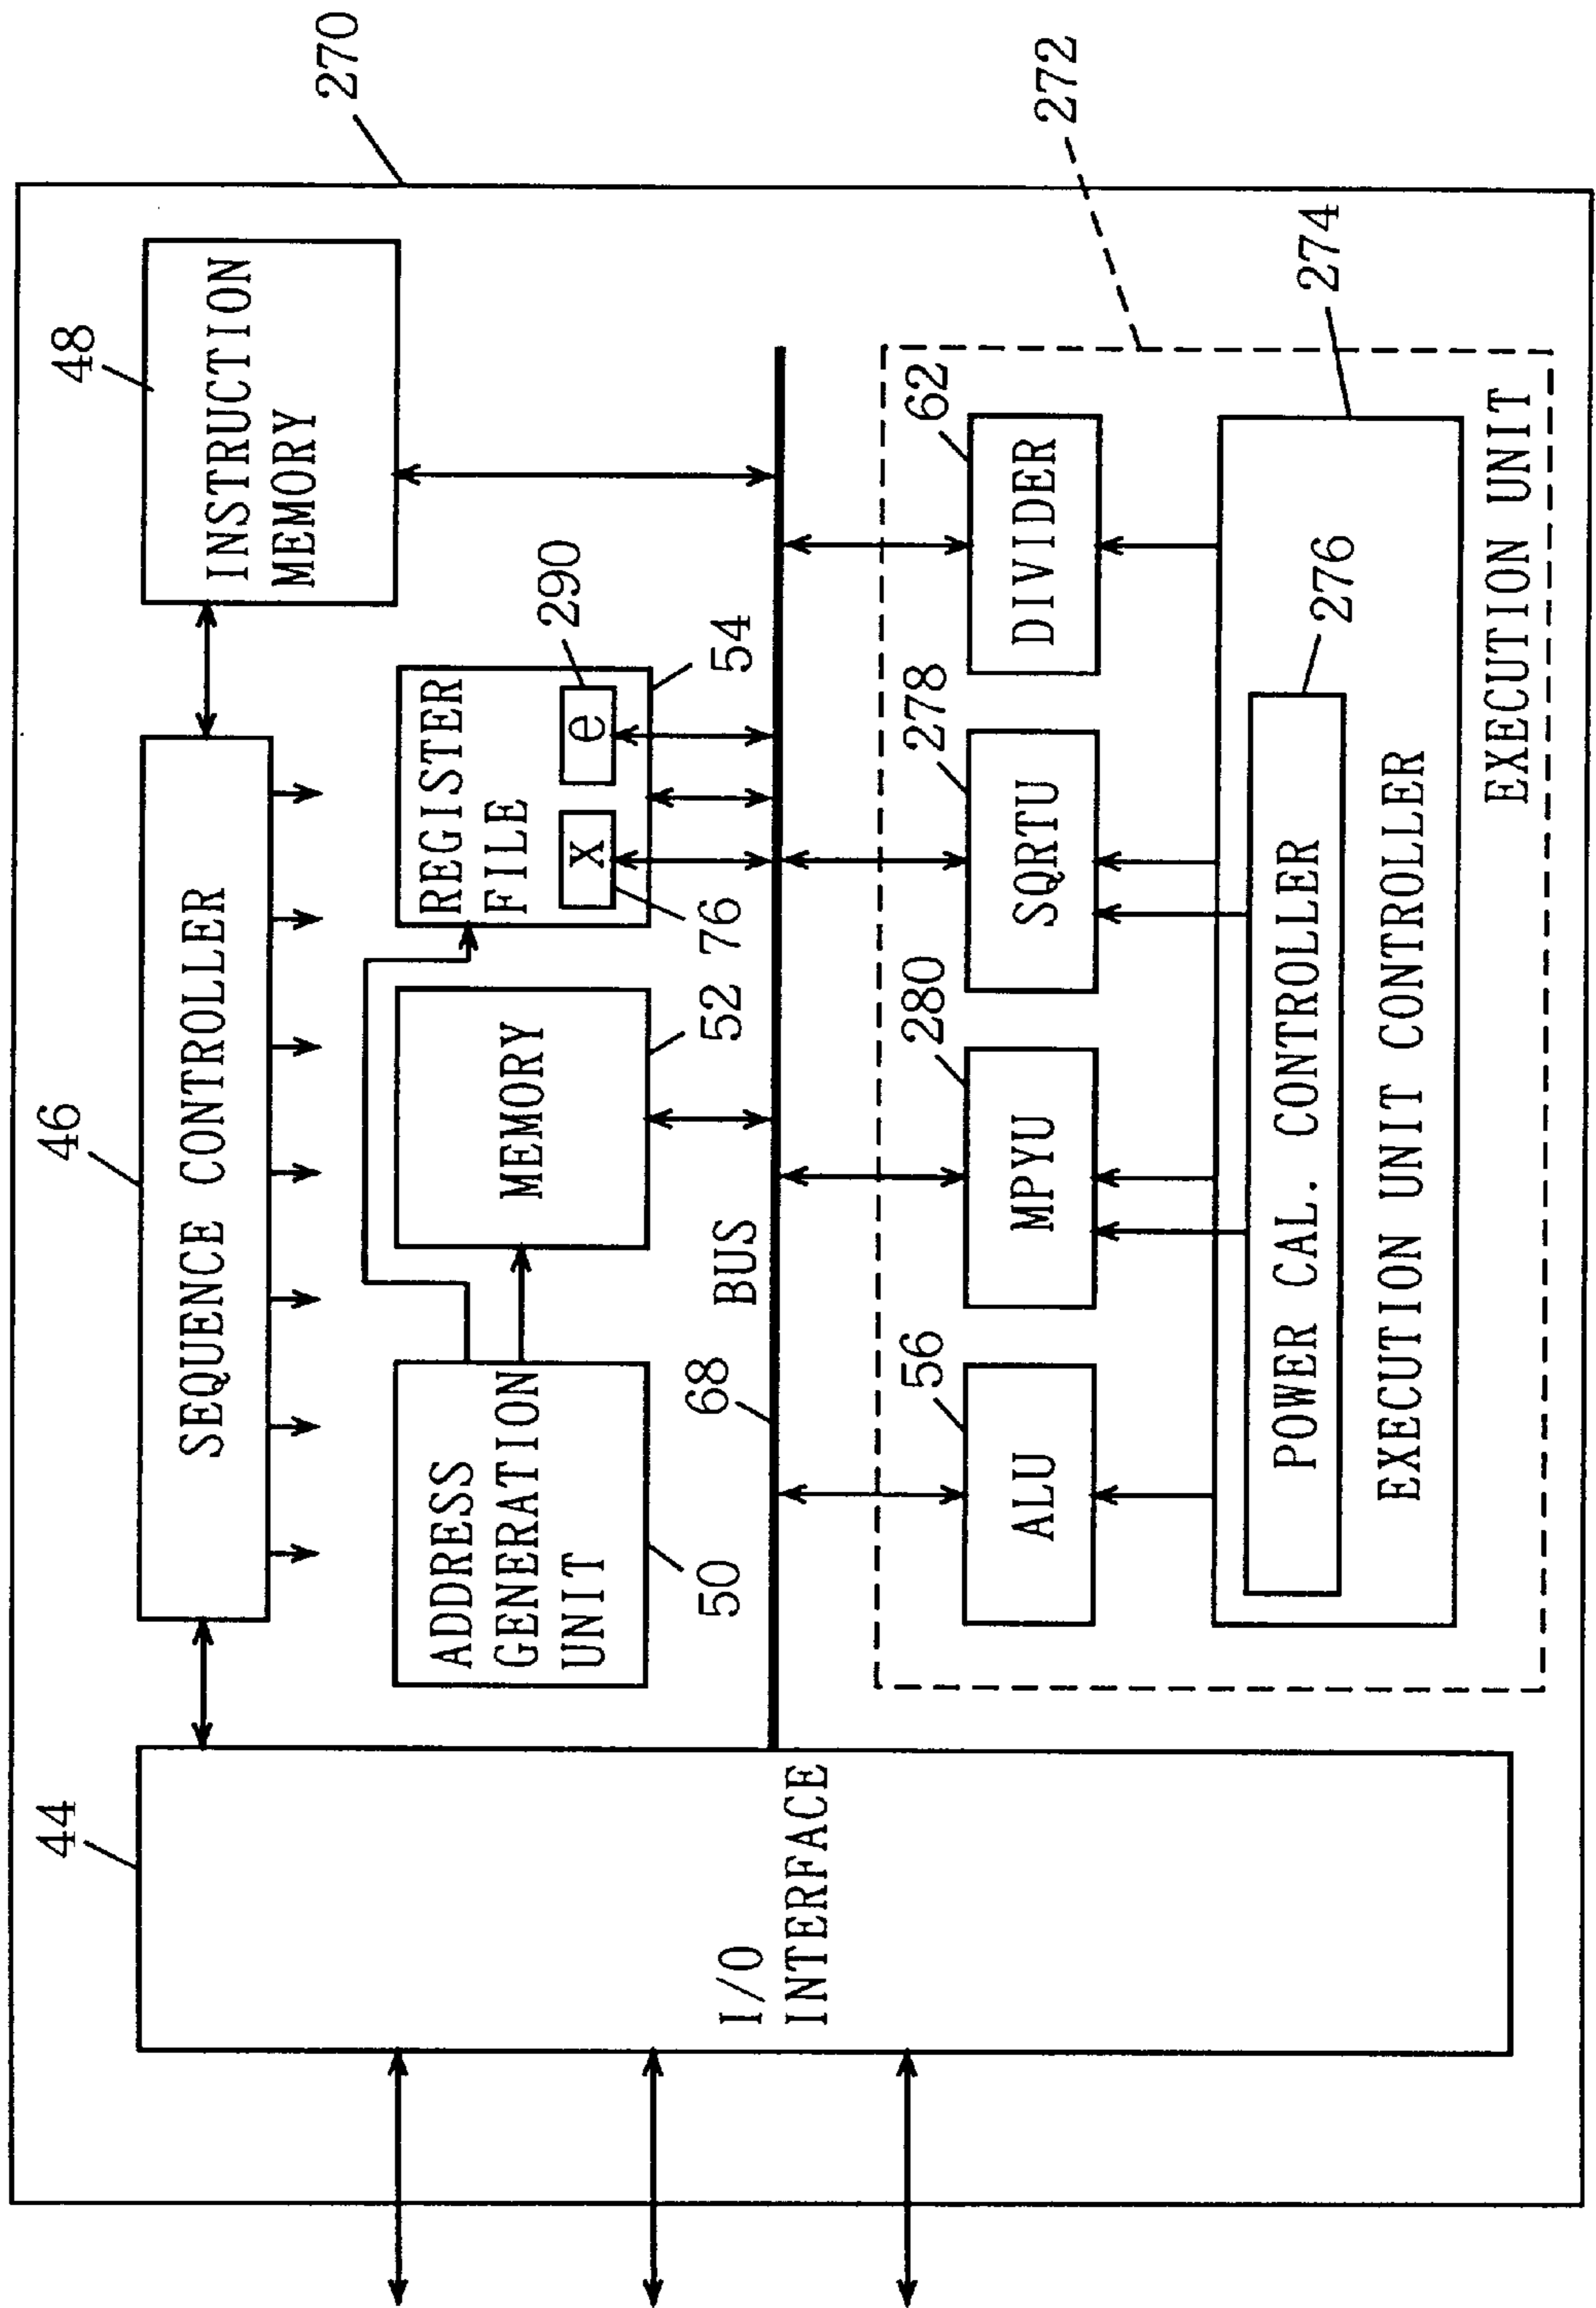 270
46
48
SEQUENCE CONTROLLER
INSTRUCTION
MEMORY
44
I/O
INTERFACE
ADDRESS
GENERATION
UNIT
50
MEMORY
52
REGISTER
FILE
x
e
76
290
54
68
BUS
272
56
ALU
280
MPYU
278
SQRTU
62
DIVIDER
274
276
POWER CAL. CONTROLLER
EXECUTION UNIT CONTROLLER
EXECUTION UNIT